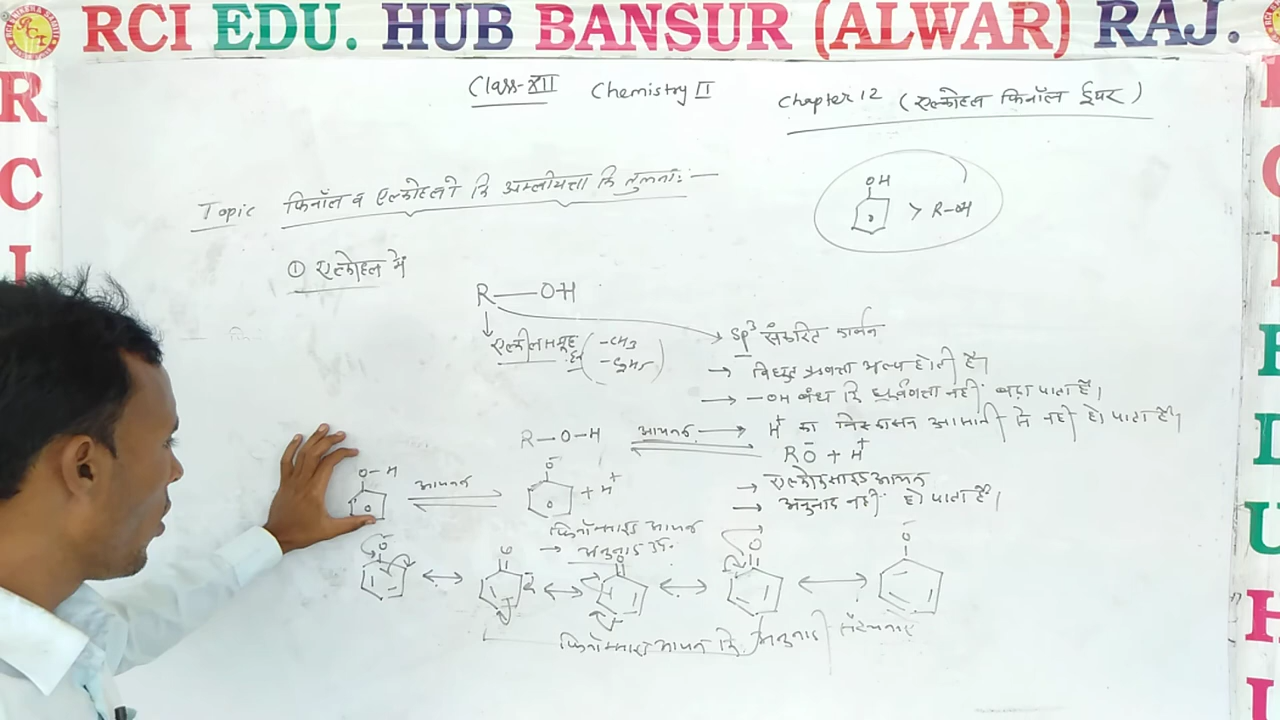 RCI EDU. HUB BANSUR (ALWAR) RAJ.
Class-XII Chemistry II Chapter 12 (एल्कोहल फिनॉल ईथर)
Topic फिनॉल व एल्कोहलो कि अम्लीयता कि तुलना:—
OH
> R-OH
① एल्कोहल में
R—OH
एल्कील समूह (-CH3
-C2H5)
→ sp³ संकरित कार्बन
→ विधुत ऋणता अल्प होती है।
→ -OH बंध कि ध्रुवणता नहीं बढ़ा पाता है।
→ H+ का निष्कासन आसानी से नही हो पाता है।
R-O-H आयनन RO- + H+
→ एल्कोक्साइड आयन
→ अनुनाद नहीं हो पाता है।
O-H आयनन O- + H+
फिनॉक्साइड आयन
→ अनुनाद
फिनॉक्साइड आयन कि अनुनाद संरचनाए
R
C
I
E
D
U
H